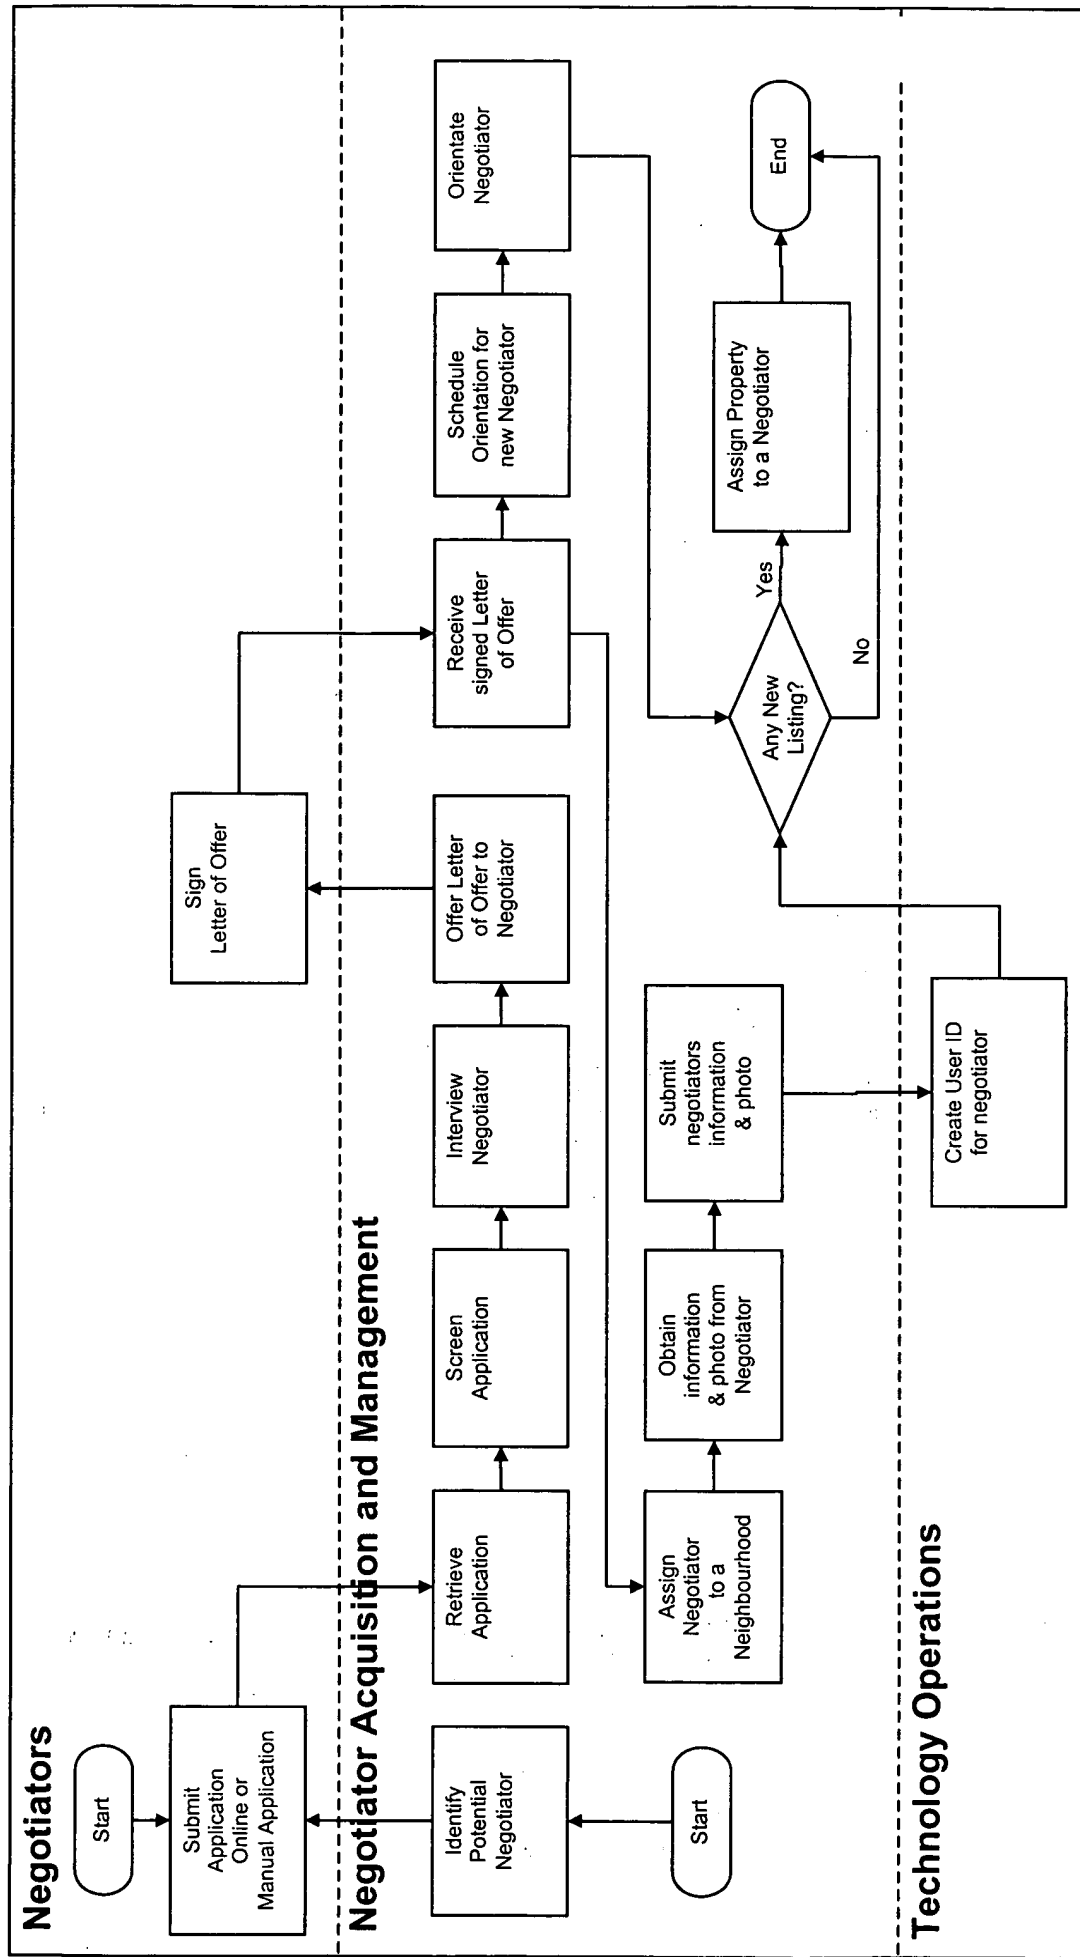 Negotiators
Start
Submit
Application
Online or
Manual Application
Sign
Letter of Offer
Negotiator Acquisition and Management
Identify
Potential
Negotiator
Start
Retrieve
Application
Screen
Application
Interview
Negotiator
Offer Letter
of Offer to
Negotiator
Receive
signed Letter
of Offer
Schedule
Orientation for
new Negotiator
Orientate
Negotiator
Assign
Negotiator
to a
Neighbourhood
Obtain
information
& photo from
Negotiator
Submit
negotiators
information
& photo
Any New
Listing?
Yes
No
Assign Property
to a Negotiator
End
Technology Operations
Create User ID
for negotiator